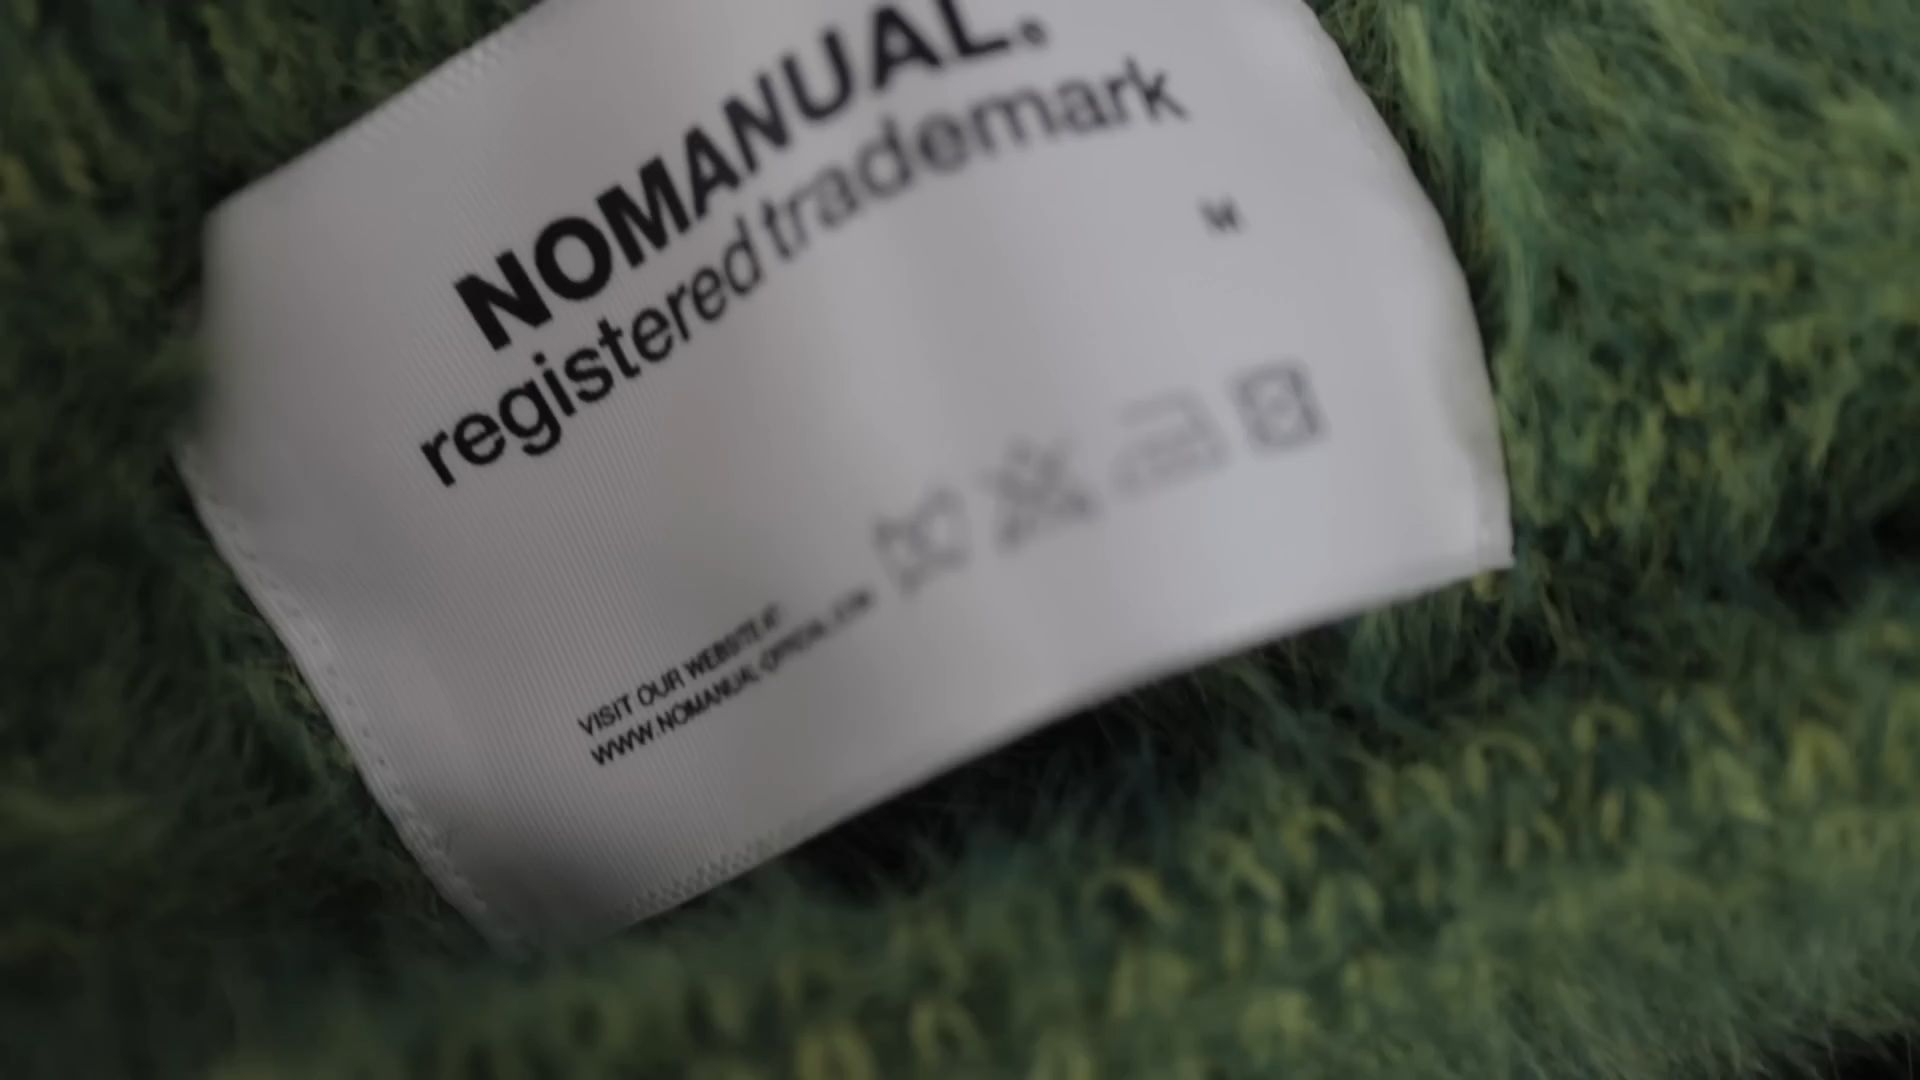 NOMANUAL.
registered trademark
M
VISIT OUR WEBSITE AT
WWW.NOMANUAL-OFFICIAL.COM